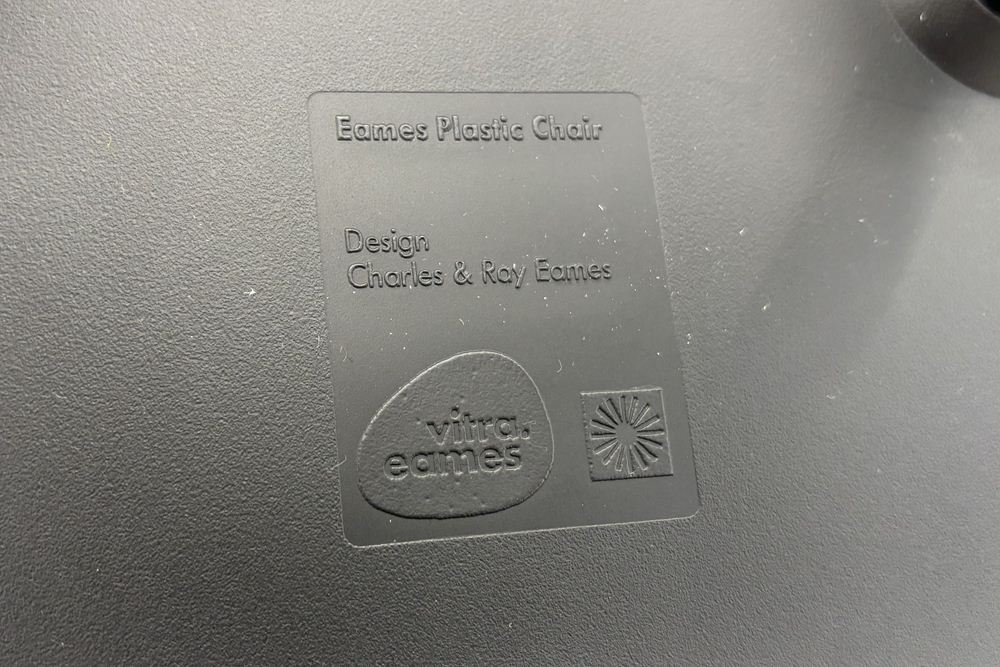 Eames Plastic Chair
Design
Charles & Ray Eames
vitra.
eames